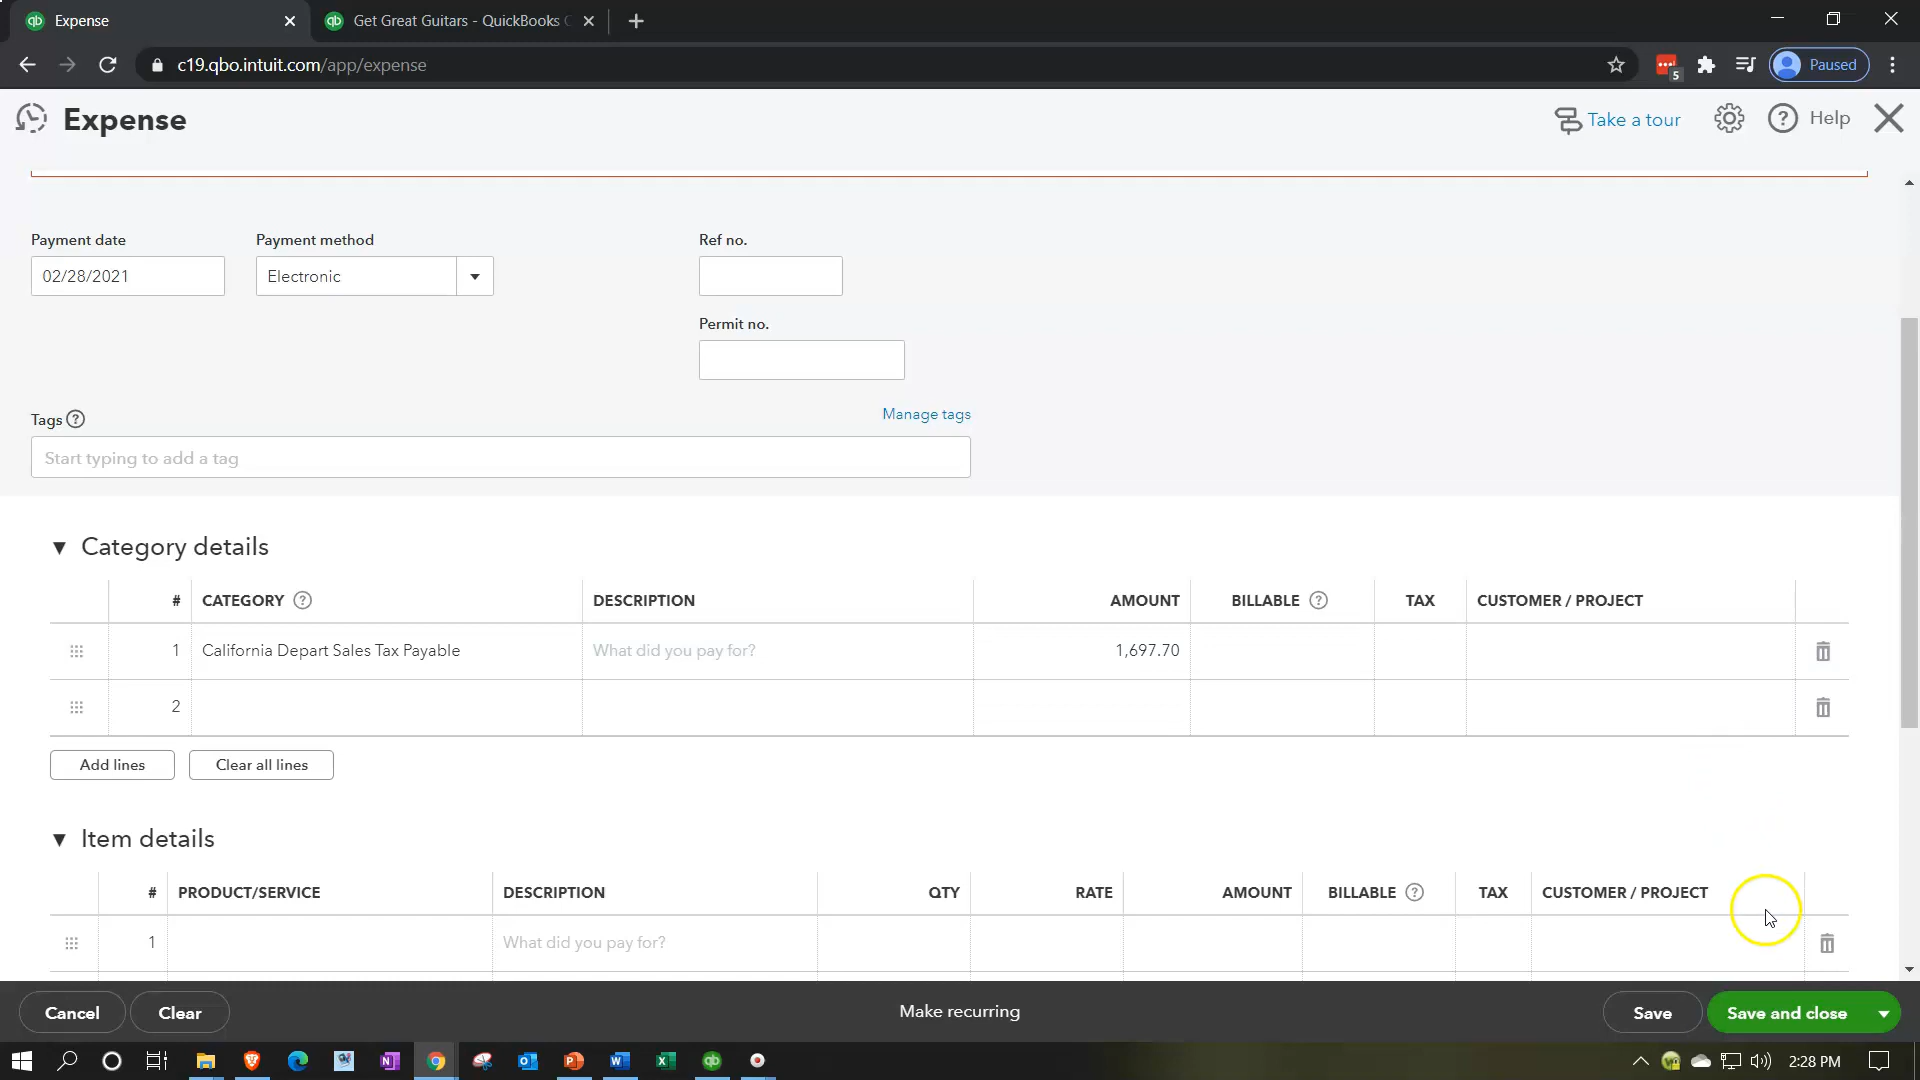 Expense
Get Great Guitars - QuickBooks
c19.qbo.intuit.com/app/expense
5
Paused
Expense
Take a tour
Help
Payment date
Payment method
Ref no.
02/28/2021
Electronic
Permit no.
Tags
Manage tags
Start typing to add a tag
Category details
# CATEGORY DESCRIPTION AMOUNT BILLABLE TAX CUSTOMER / PROJECT
1 California Depart Sales Tax Payable What did you pay for? 1,697.70
2
Add lines
Clear all lines
Item details
# PRODUCT/SERVICE DESCRIPTION QTY RATE AMOUNT BILLABLE TAX CUSTOMER / PROJECT
1 What did you pay for?
Cancel
Clear
Make recurring
Save
Save and close
2:28 PM